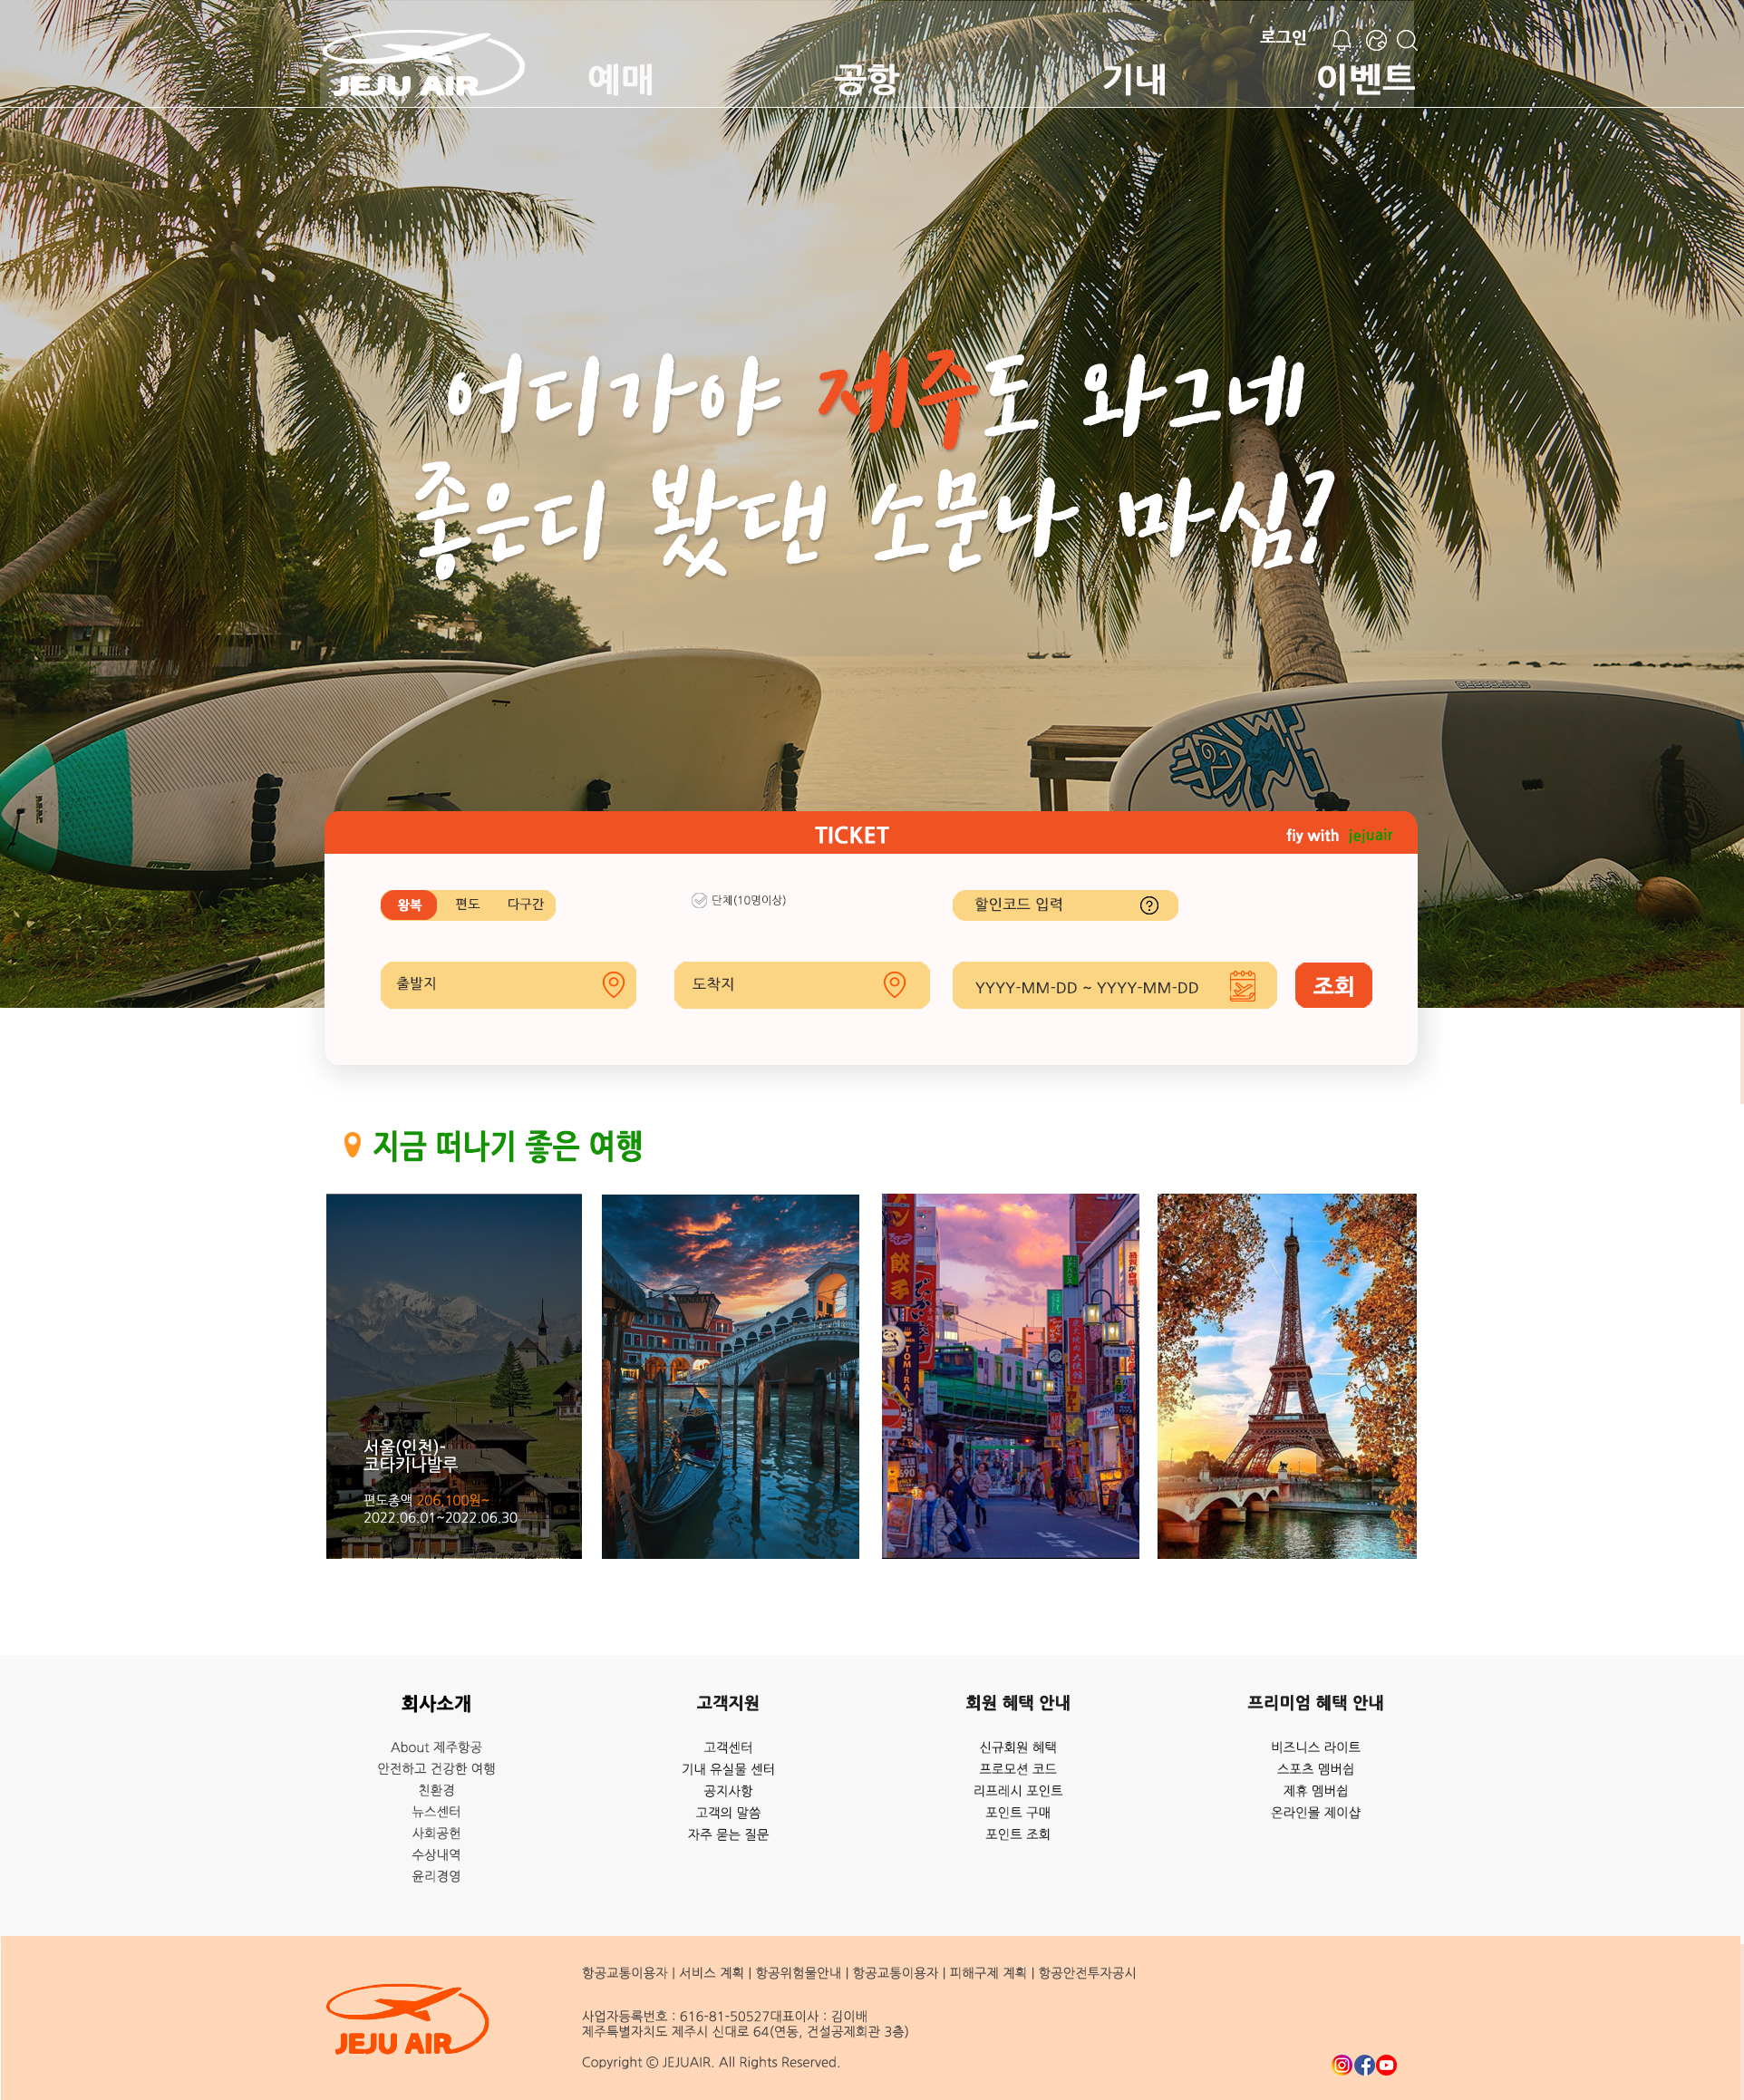 로그인
JEJU AIR
예매 공항 기내 이벤트
어디가야 제주도 와그네
좋은디 봤댄 소문나 마심?
TICKET
fiy with jejuair
왕복 편도 다구간
단체(10명이상)
할인코드 입력
출발지
도착지
YYYY-MM-DD ~ YYYY-MM-DD
조회
지금 떠나기 좋은 여행
서울(인천)-
코타키나발루
편도총액 206,100원~
2022.06.01~2022.06.30
餃子
TOMIRAI
690
회사소개
About 제주항공
안전하고 건강한 여행
친환경
뉴스센터
사회공헌
수상내역
윤리경영
고객지원
고객센터
기내 유실물 센터
공지사항
고객의 말씀
자주 묻는 질문
회원 혜택 안내
신규회원 혜택
프로모션 코드
리프레시 포인트
포인트 구매
포인트 조회
프리미엄 혜택 안내
비즈니스 라이트
스포츠 멤버쉽
제휴 멤버쉽
온라인몰 제이샵
JEJU AIR
항공교통이용자 | 서비스 계획 | 항공위험물안내 | 항공교통이용자 | 피해구제 계획 | 항공안전투자공시
사업자등록번호 : 616-81-50527대표이사 : 김이배
제주특별자치도 제주시 신대로 64(연동, 건설공제회관 3층)
Copyright © JEJUAIR. All Rights Reserved.